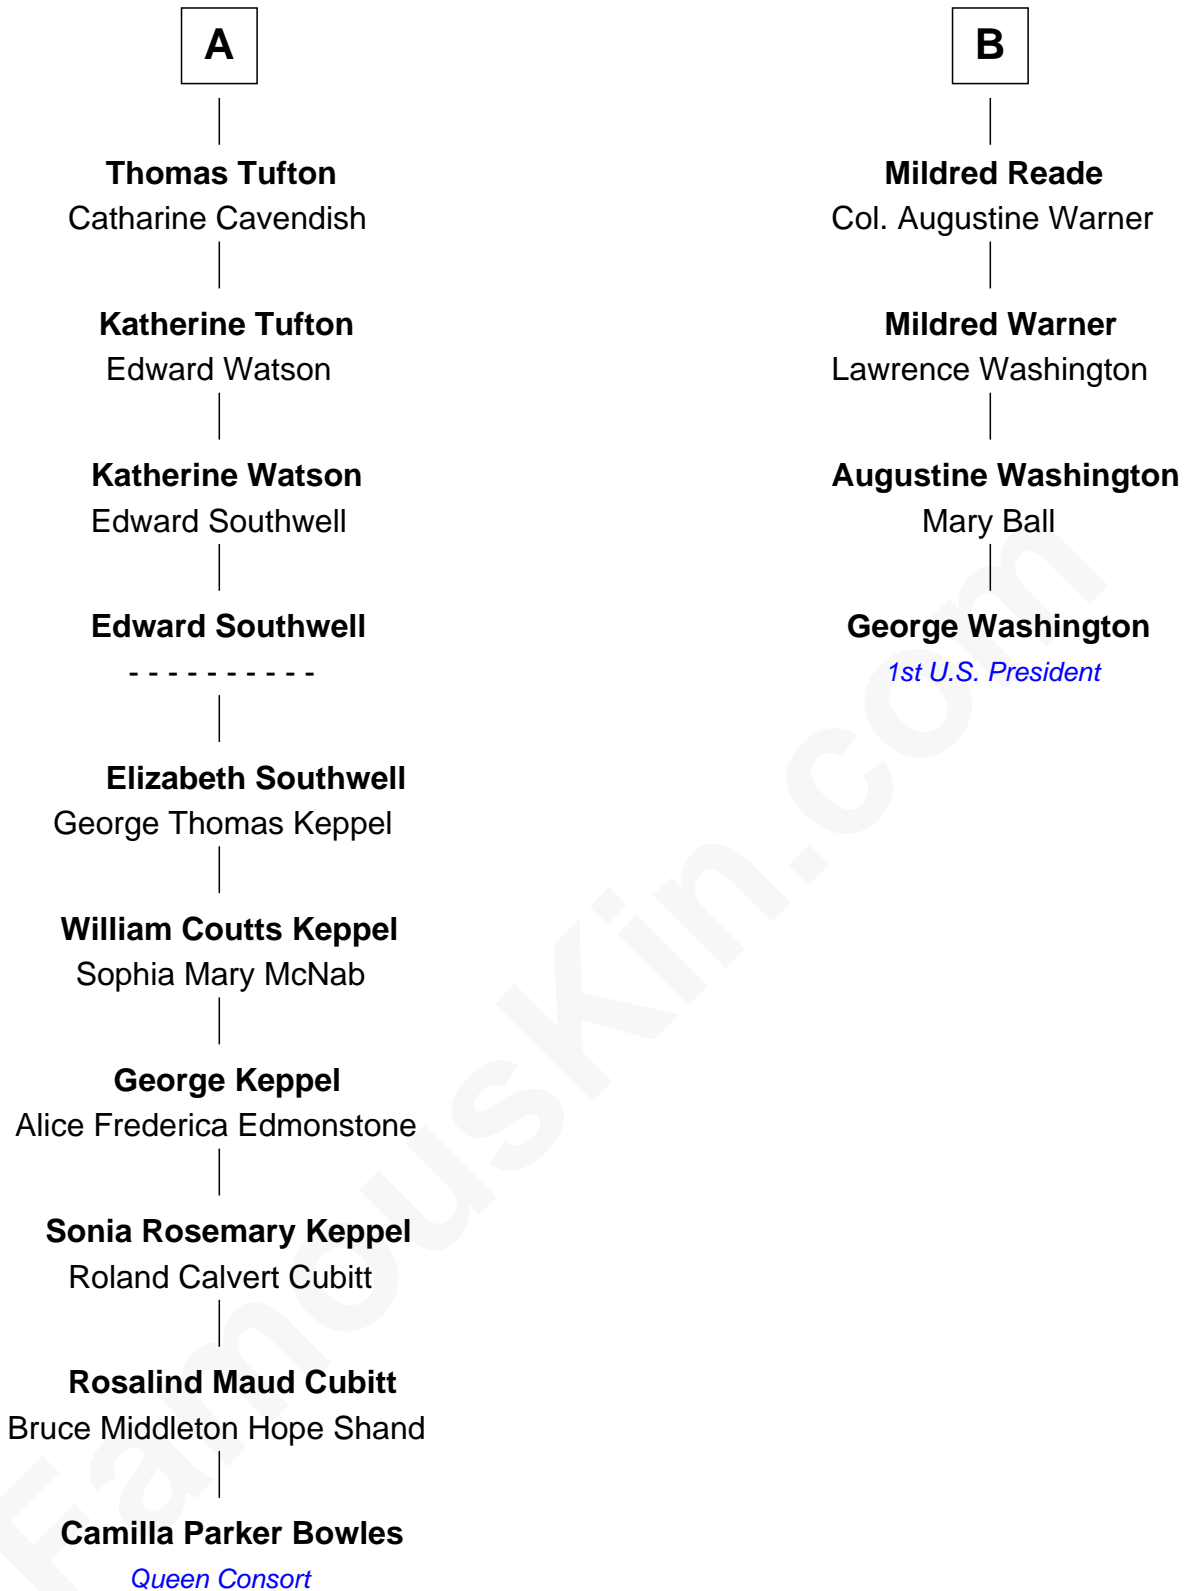 A
Thomas Tufton
Catharine Cavendish
Katherine Tufton
Edward Watson
Katherine Watson
Edward Southwell
Edward Southwell
- - - - - - - - - -
Elizabeth Southwell
George Thomas Keppel
William Coutts Keppel
Sophia Mary McNab
George Keppel
Alice Frederica Edmonstone
Sonia Rosemary Keppel
Roland Calvert Cubitt
Rosalind Maud Cubitt
Bruce Middleton Hope Shand
Camilla Parker Bowles
Queen Consort
B
Mildred Reade
Col. Augustine Warner
Mildred Warner
Lawrence Washington
Augustine Washington
Mary Ball
George Washington
1st U.S. President
FamousKin.com